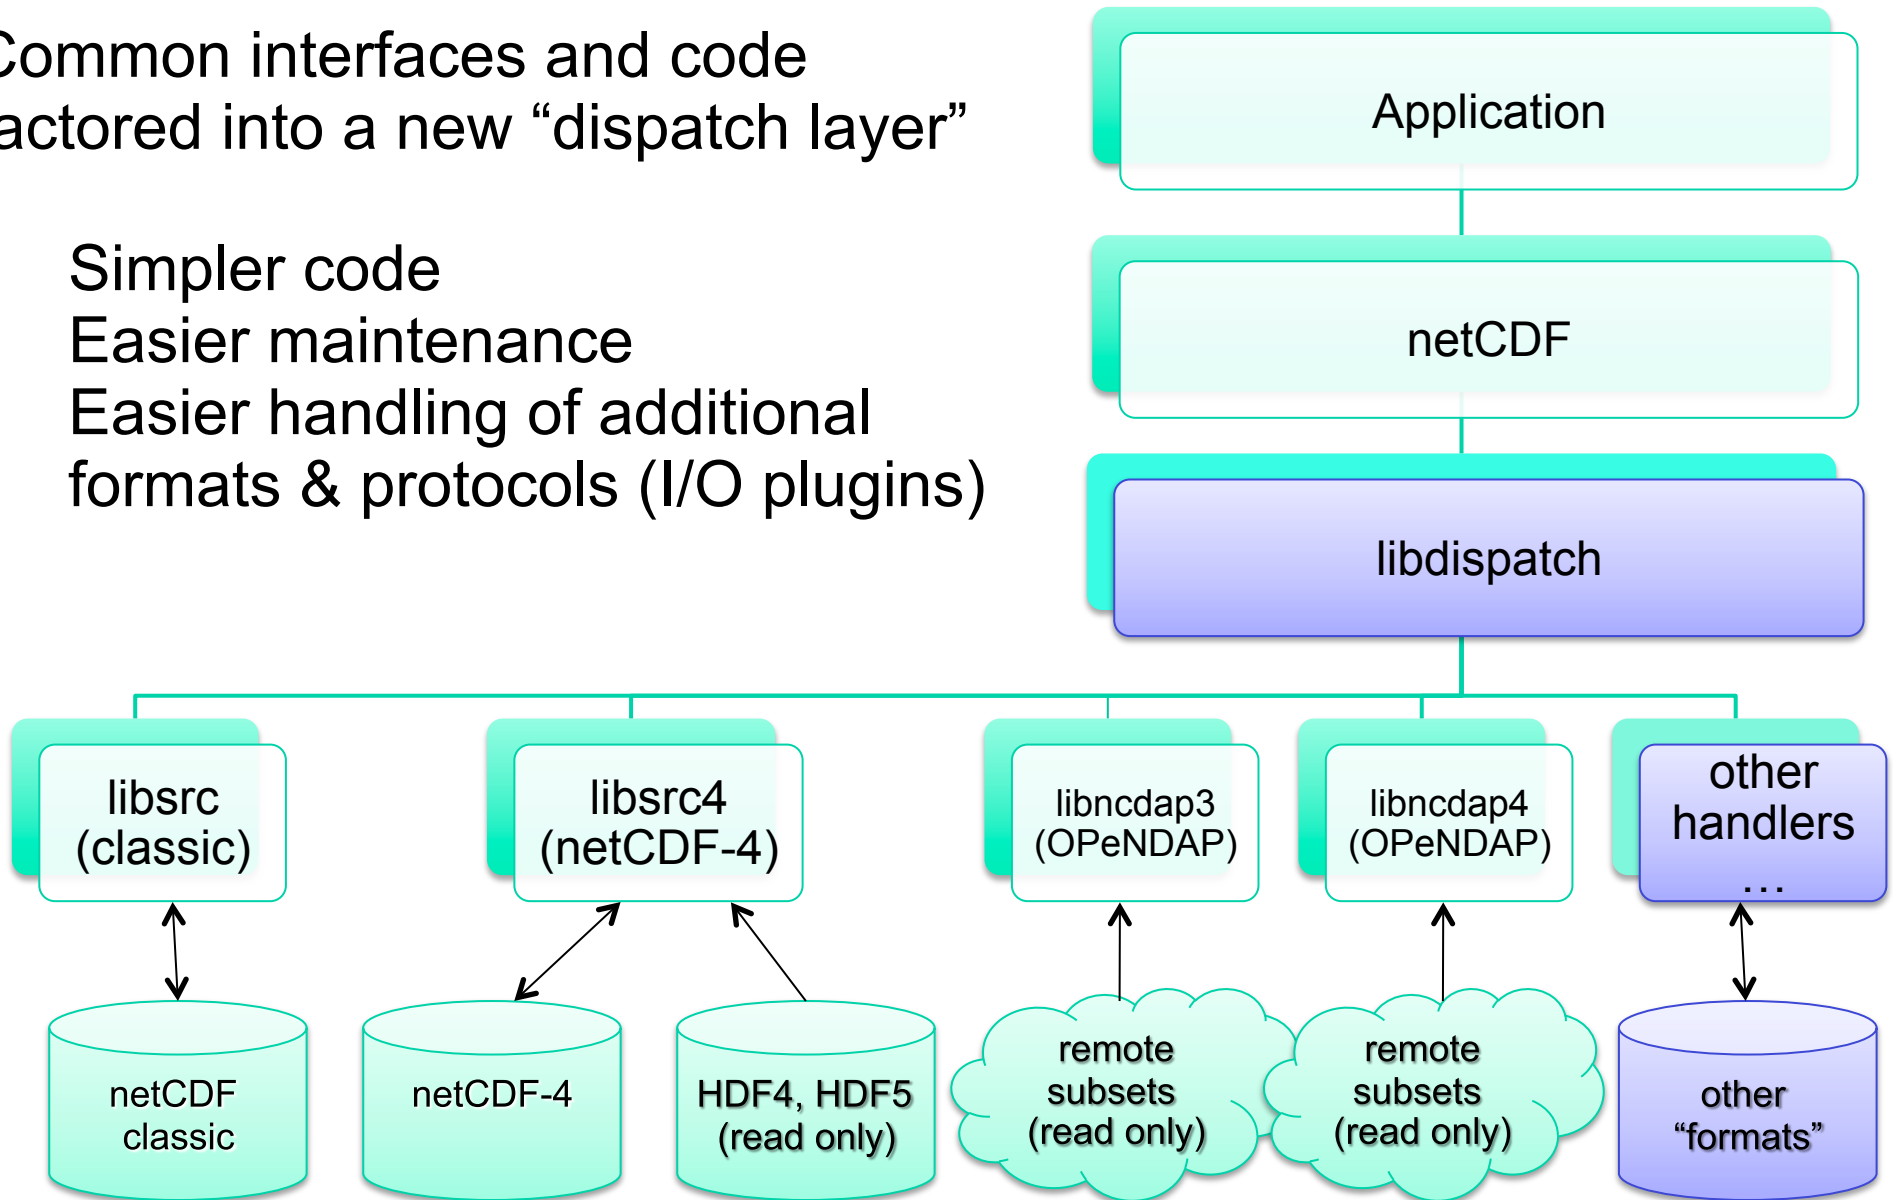 Common interfaces and code
actored into a new “dispatch layer”
Simpler code
Easier maintenance
Easier handling of additional
formats & protocols (I/O plugins)
Application
netCDF
libdispatch
libsrc
(classic)
libsrc4
(netCDF-4)
libncdap3
(OPeNDAP)
libncdap4
(OPeNDAP)
other
handlers
…
netCDF
classic
netCDF-4
HDF4, HDF5
(read only)
remote
subsets
(read only)
remote
subsets
(read only)
other
“formats”